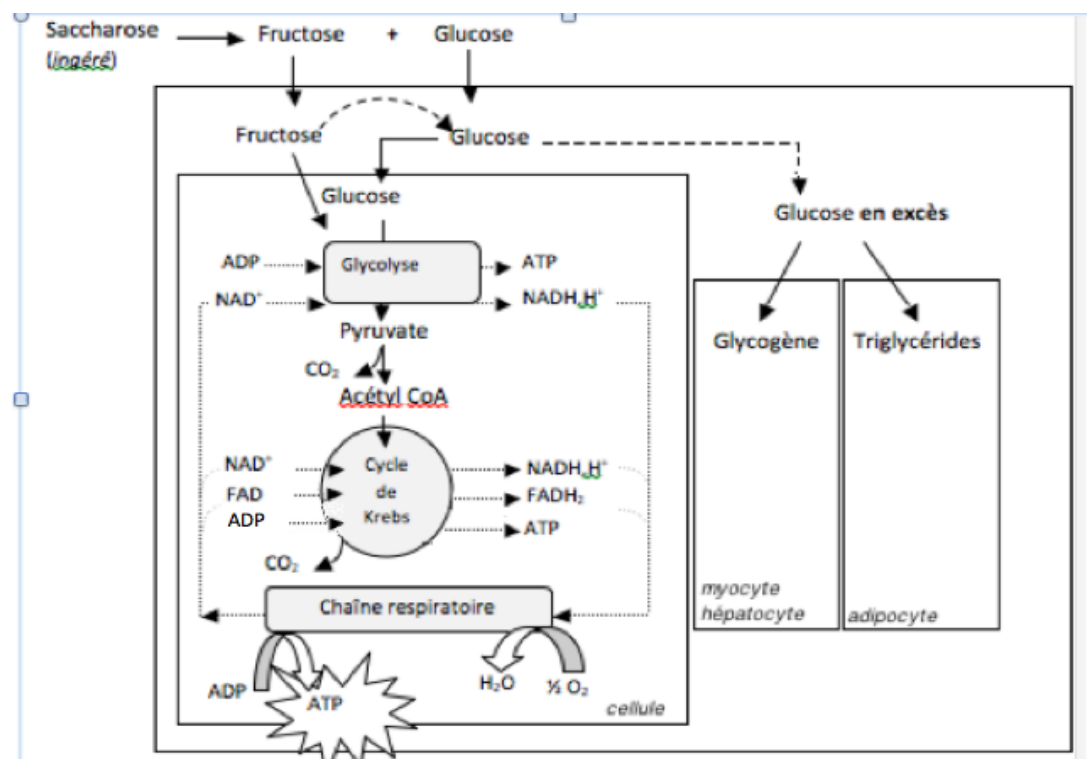 Saccharose
(ingéré)
Fructose + Glucose
Fructose
Glucose
Glucose
Glucose en excès
ADP
Glycolyse
ATP
NAD⁺
NADH,H⁺
Pyruvate
CO₂
Acétyl CoA
Glycogène
Triglycérides
NAD⁺
FAD
ADP
Cycle
de
Krebs
NADH,H⁺
FADH₂
ATP
CO₂
Chaîne respiratoire
ADP
ATP
H₂O
½ O₂
cellule
myocyte
hépatocyte
adipocyte